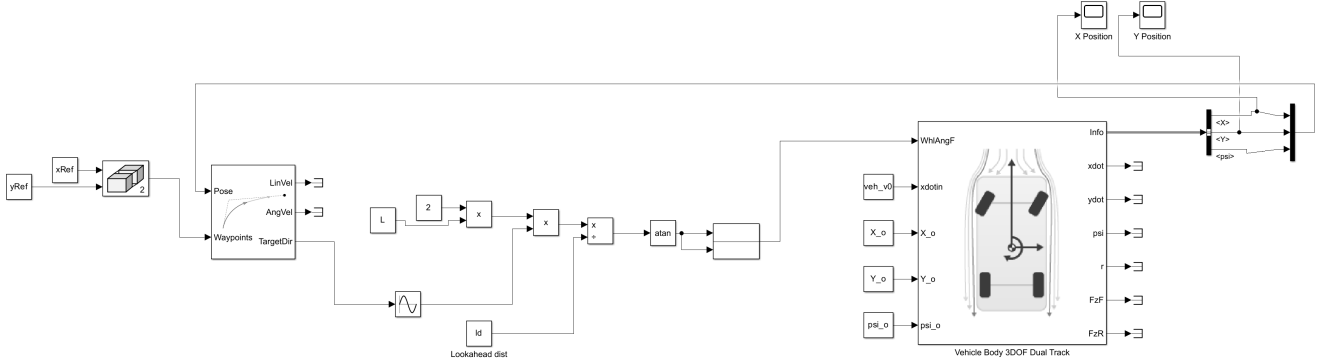 X Position
Y Position
xRef
yRef
2
Pose
Waypoints
LinVel
AngVel
TargetDir
2
L
x
x
x
÷
atan
ld
Lookahead dist
veh_v0
X_o
Y_o
psi_o
WhlAngF
xdotin
X_o
Y_o
psi_o
Info
xdot
ydot
psi
r
FzF
FzR
Vehicle Body 3DOF Dual Track
<X>
<Y>
<psi>